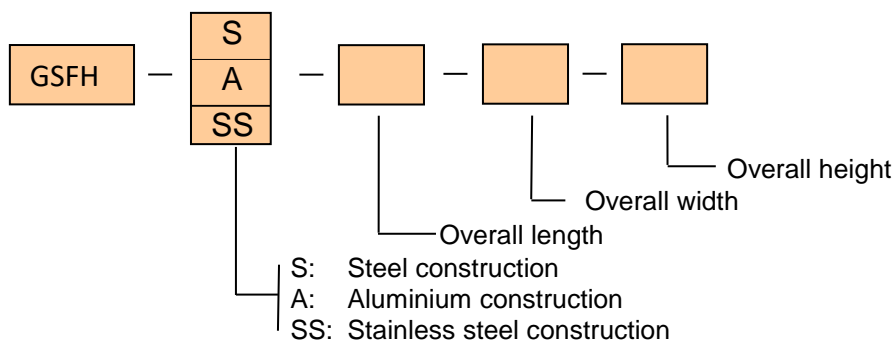 S
GSFH
A
SS
Overall height
Overall width
Overall length
S: Steel construction
A: Aluminium construction
SS: Stainless steel construction